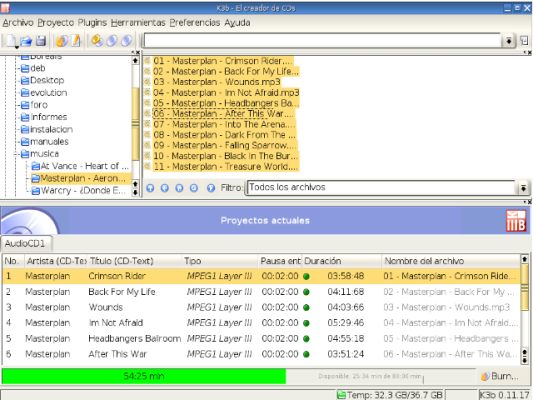 K3b - El creador de CDs
Archivo Proyecto Plugins Herramientas Preferencias Ayuda
Borealis
deb
Desktop
evolution
foro
informes
instalacion
manuales
musica
At Vance - Heart of ...
Masterplan - Aeron...
Warcry - ¿Donde E...
01 - Masterplan - Crimson Rider....
02 - Masterplan - Back For My Life...
03 - Masterplan - Wounds.mp3
04 - Masterplan - Im Not Afraid.mp3
05 - Masterplan - Headbangers Ba...
06 - Masterplan - After This War....
07 - Masterplan - Into The Arena....
08 - Masterplan - Dark From The ...
09 - Masterplan - Falling Sparrow....
10 - Masterplan - Black In The Bur...
11 - Masterplan - Treasure World....
Filtro: Todos los archivos
Proyectos actuales
AudioCD1
No. Artista (CD-Tex Título (CD-Text) Tipo Pausa ent Duración Nombre del archivo
1 Masterplan Crimson Rider MPEG1 Layer III 00:02:00 03:58:48 01 - Masterplan - Crimson Ride...
2 Masterplan Back For My Life MPEG1 Layer III 00:02:00 04:11:68 02 - Masterplan - Back For My ...
3 Masterplan Wounds MPEG1 Layer III 00:02:00 04:03:66 03 - Masterplan - Wounds.mp3
4 Masterplan Im Not Afraid MPEG1 Layer III 00:02:00 05:29:46 04 - Masterplan - Im Not Afraid....
5 Masterplan Headbangers Balroom MPEG1 Layer III 00:02:00 04:55:18 05 - Masterplan - Headbangers ...
6 Masterplan After This War MPEG1 Layer III 00:02:00 03:51:24 06 - Masterplan - After This Wa...
54:25 min Disponible: 25:34 min de 80:00 min Burn...
Temp: 32.3 GB/36.7 GB K3b 0.11.17